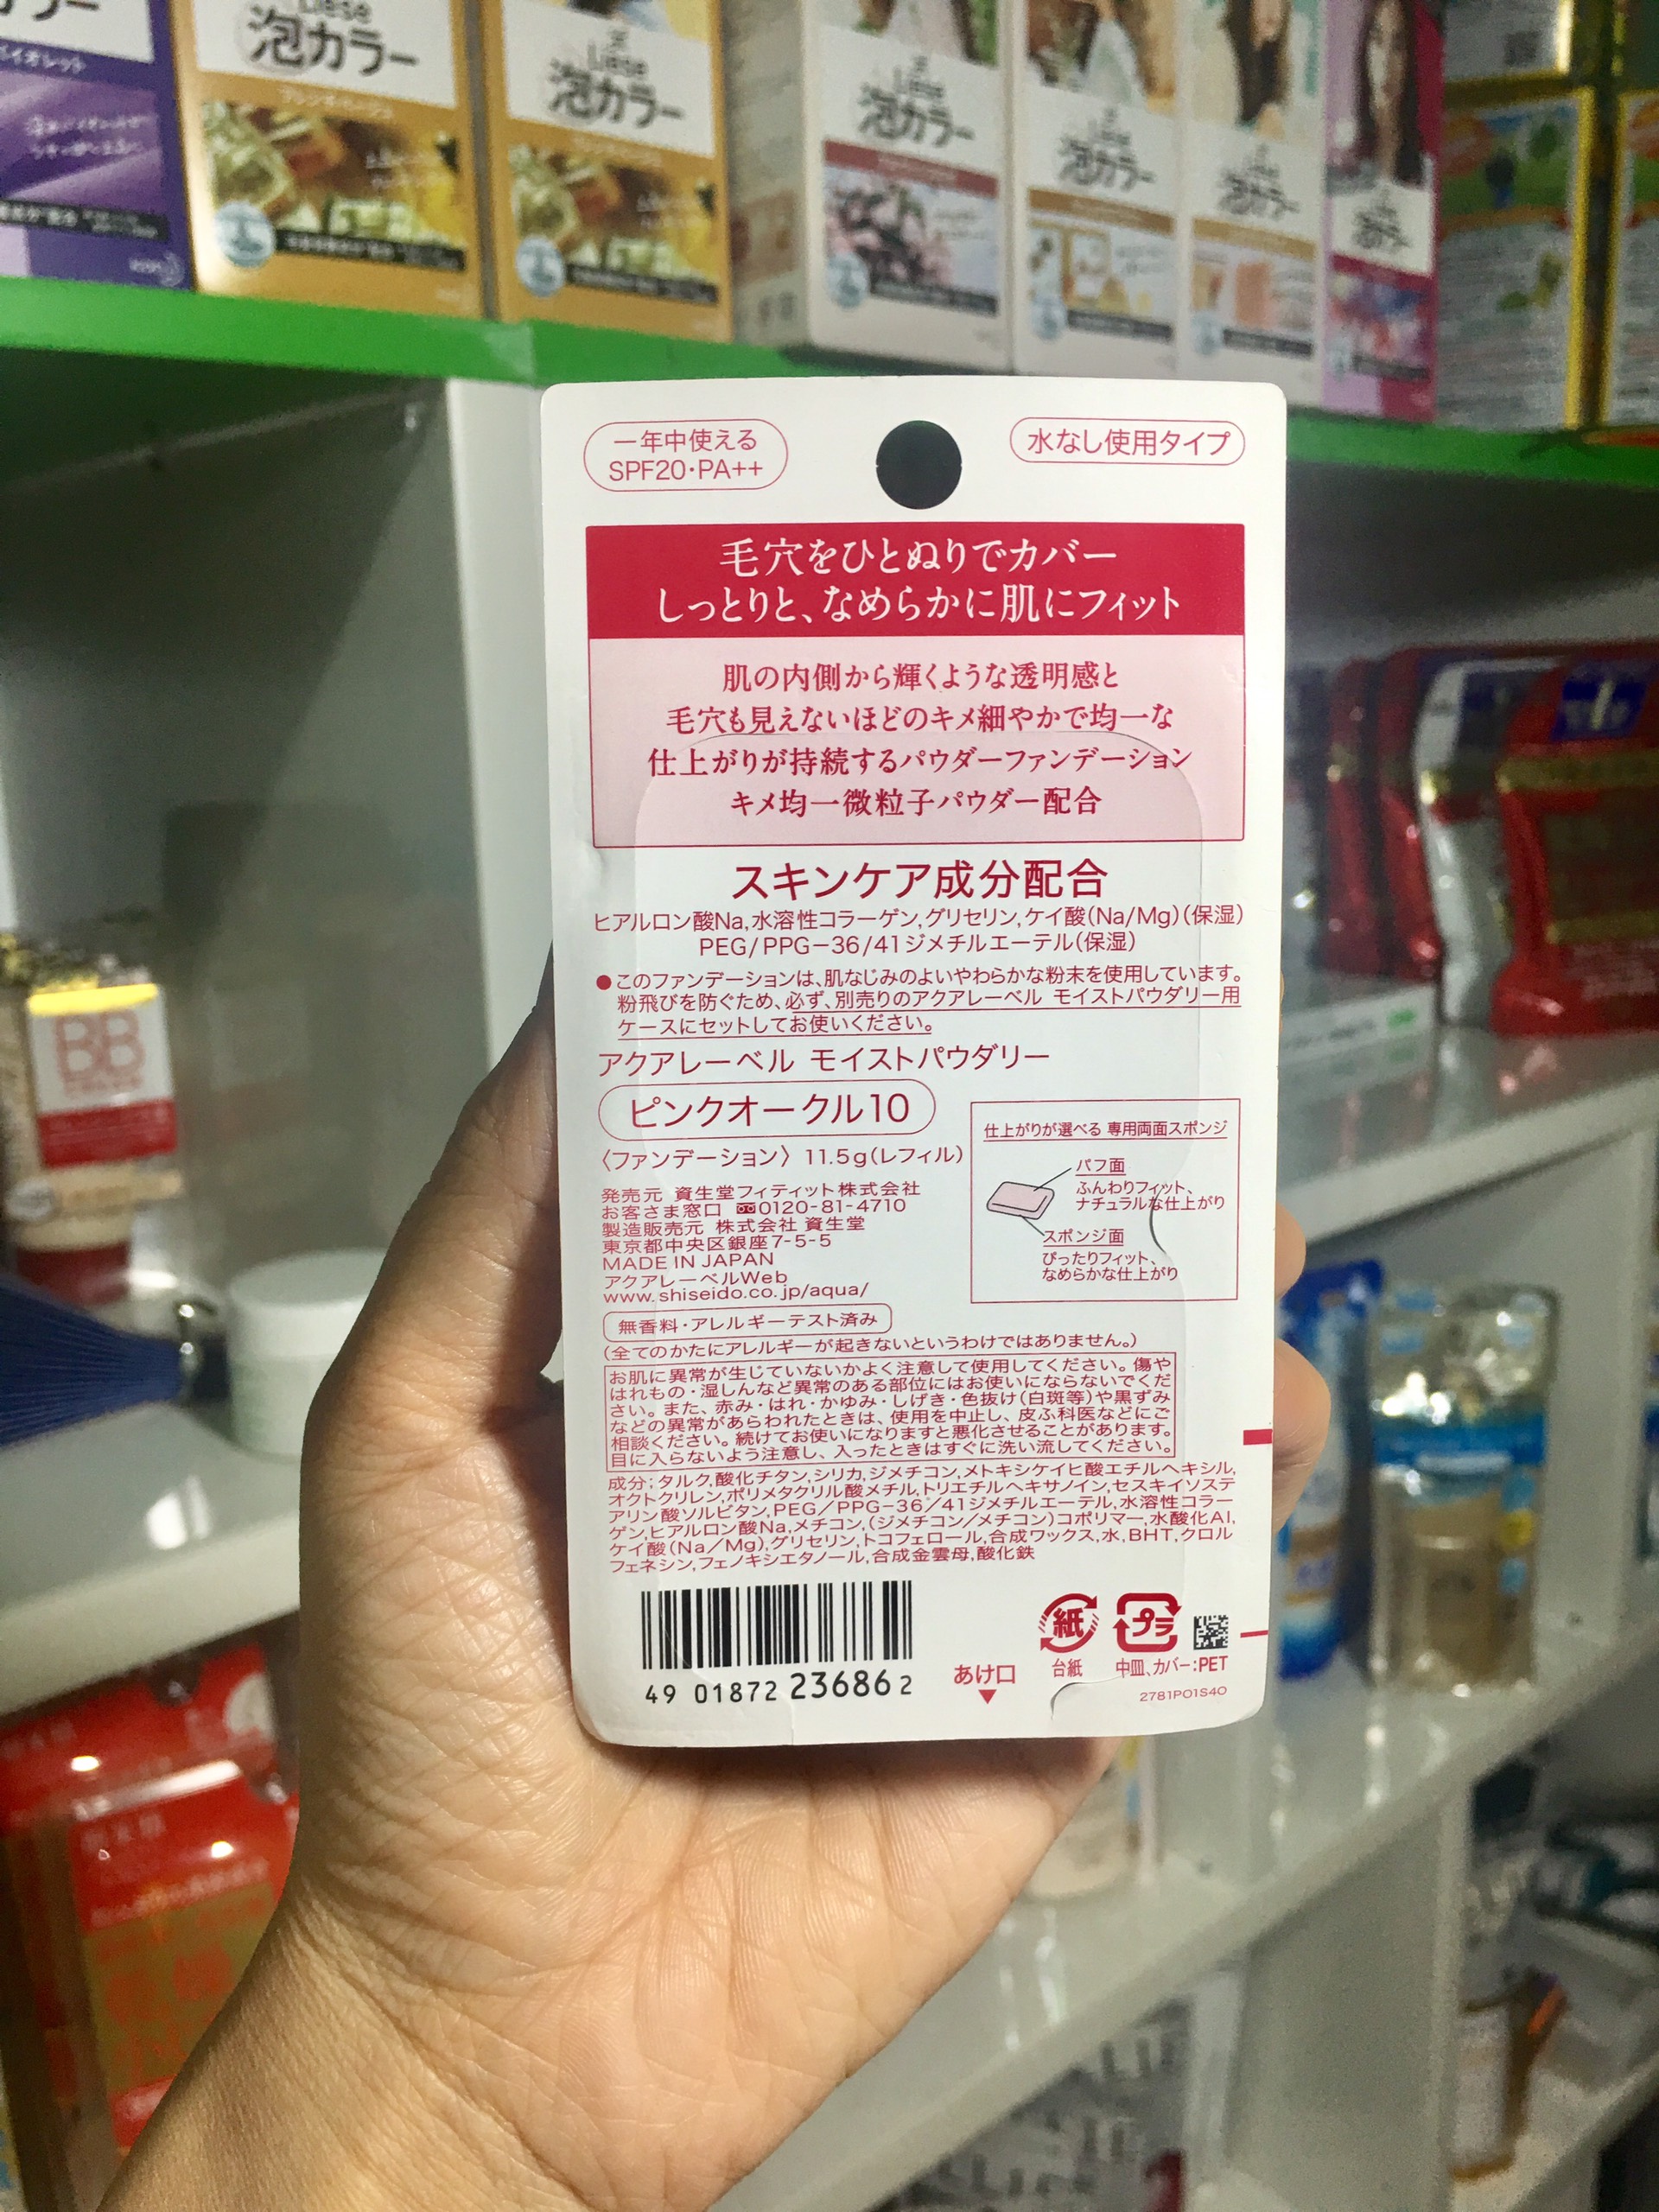 Liese
泡カラー
Liese
泡カラー
Liese
泡カラー
Liese
泡カラー
泡カラー
BB
一年中使える
SPF20・PA++
水なし使用タイプ
毛穴をひとぬりでカバー
しっとりと、なめらかに肌にフィット
肌の内側から輝くような透明感と
毛穴も見えないほどのキメ細やかで均一な
仕上がりが持続するパウダーファンデーション
キメ均一微粒子パウダー配合
スキンケア成分配合
ヒアルロン酸Na,水溶性コラーゲン,グリセリン,ケイ酸(Na/Mg)(保湿)
PEG/PPG−36/41ジメチルエーテル(保湿)
●このファンデーションは、肌なじみのよいやわらかな粉末を使用しています。
粉飛びを防ぐため、必ず、別売りのアクアレーベル モイストパウダリー用
ケースにセットしてお使いください。
アクアレーベル モイストパウダリー
ピンクオークル10
〈ファンデーション〉 11.5g(レフィル)
発売元 資生堂フィティット株式会社
お客さま窓口 0120-81-4710
製造販売元 株式会社 資生堂
東京都中央区銀座7-5-5
MADE IN JAPAN
アクアレーベルWeb
www.shiseido.co.jp/aqua/
仕上がりが選べる 専用両面スポンジ
パフ面
ふんわりフィット、
ナチュラルな仕上がり
スポンジ面
ぴったりフィット、
なめらかな仕上がり
無香料・アレルギーテスト済み
(全てのかたにアレルギーが起きないというわけではありません。)
お肌に異常が生じていないかよく注意して使用してください。傷や
はれもの・湿しんなど異常のある部位にはお使いにならないでくだ
さい。また、赤み・はれ・かゆみ・しげき・色抜け(白斑等)や黒ずみ
などの異常があらわれたときは、使用を中止し、皮ふ科医などにご
相談ください。続けてお使いになりますと悪化させることがあります。
目に入らないよう注意し、入ったときはすぐに洗い流してください。
成分:タルク,酸化チタン,シリカ,ジメチコン,メトキシケイヒ酸エチルヘキシル,
オクトクリレン,ポリメタクリル酸メチル,トリエチルヘキサノイン,セスキイソステ
アリン酸ソルビタン,PEG/PPG-36/41ジメチルエーテル,水溶性コラー
ゲン,ヒアルロン酸Na,メチコン,(ジメチコン/メチコン)コポリマー,水酸化Al,
ケイ酸(Na/Mg),グリセリン,トコフェロール,合成ワックス,水,BHT,クロル
フェネシン,フェノキシエタノール,合成金雲母,酸化鉄
49 01872 236862
あけ口
紙
台紙
プラ
中皿、カバー:PET
2781P01S40